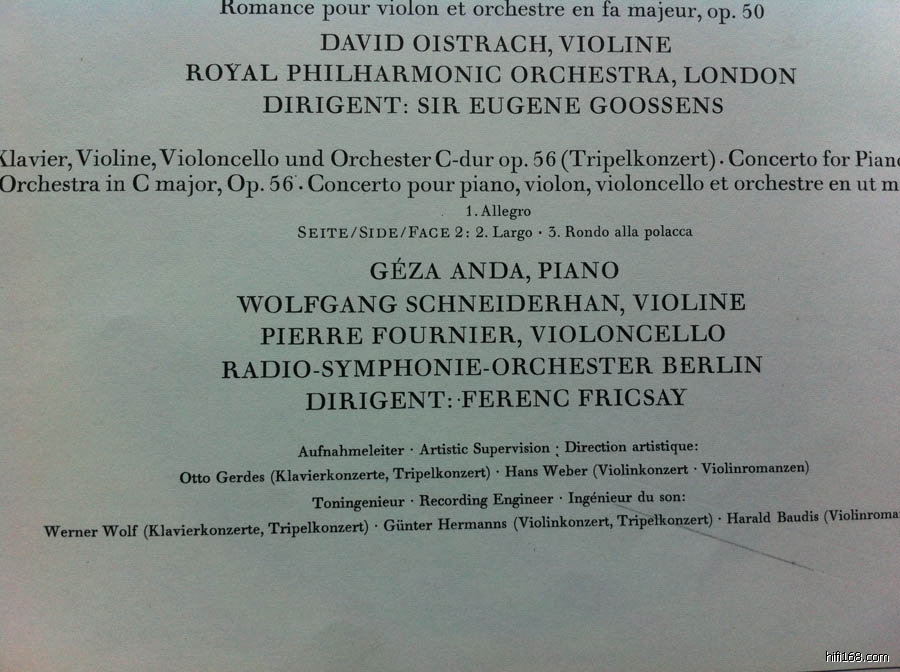 Romance pour violon et orchestre en fa majeur, op. 50
DAVID OISTRACH, VIOLINE
ROYAL PHILHARMONIC ORCHESTRA, LONDON
DIRIGENT: SIR EUGENE GOOSSENS
Klavier, Violine, Violoncello und Orchester C-dur op. 56 (Tripelkonzert) · Concerto for Piano
Orchestra in C major, Op. 56 · Concerto pour piano, violon, violoncello et orchestre en ut m
1. Allegro
SEITE/SIDE/FACE 2: 2. Largo · 3. Rondo alla polacca
GÉZA ANDA, PIANO
WOLFGANG SCHNEIDERHAN, VIOLINE
PIERRE FOURNIER, VIOLONCELLO
RADIO-SYMPHONIE-ORCHESTER BERLIN
DIRIGENT: FERENC FRICSAY
Aufnahmeleiter · Artistic Supervision · Direction artistique:
Otto Gerdes (Klavierkonzerte, Tripelkonzert) · Hans Weber (Violinkonzert · Violinromanzen)
Toningenieur · Recording Engineer · Ingénieur du son:
Werner Wolf (Klavierkonzerte, Tripelkonzert) · Günter Hermanns (Violinkonzert, Tripelkonzert) · Harald Baudis (Violinroma
hifi168.com